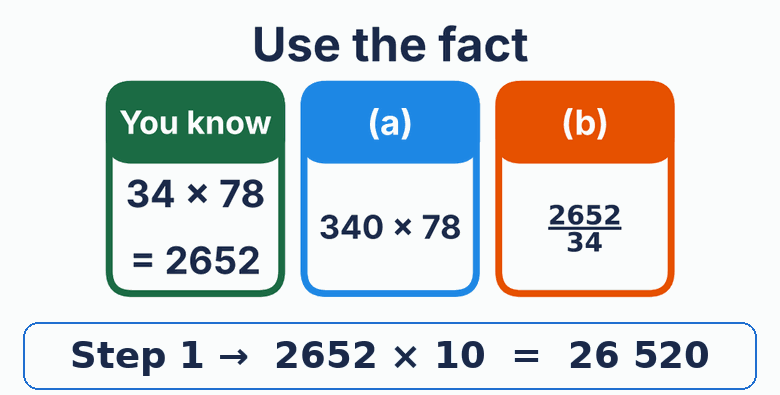 Use the fact
You know
34 × 78
= 2652
(a)
340 × 78
(b)
2652
34
Step 1 → 2652 × 10 = 26 520